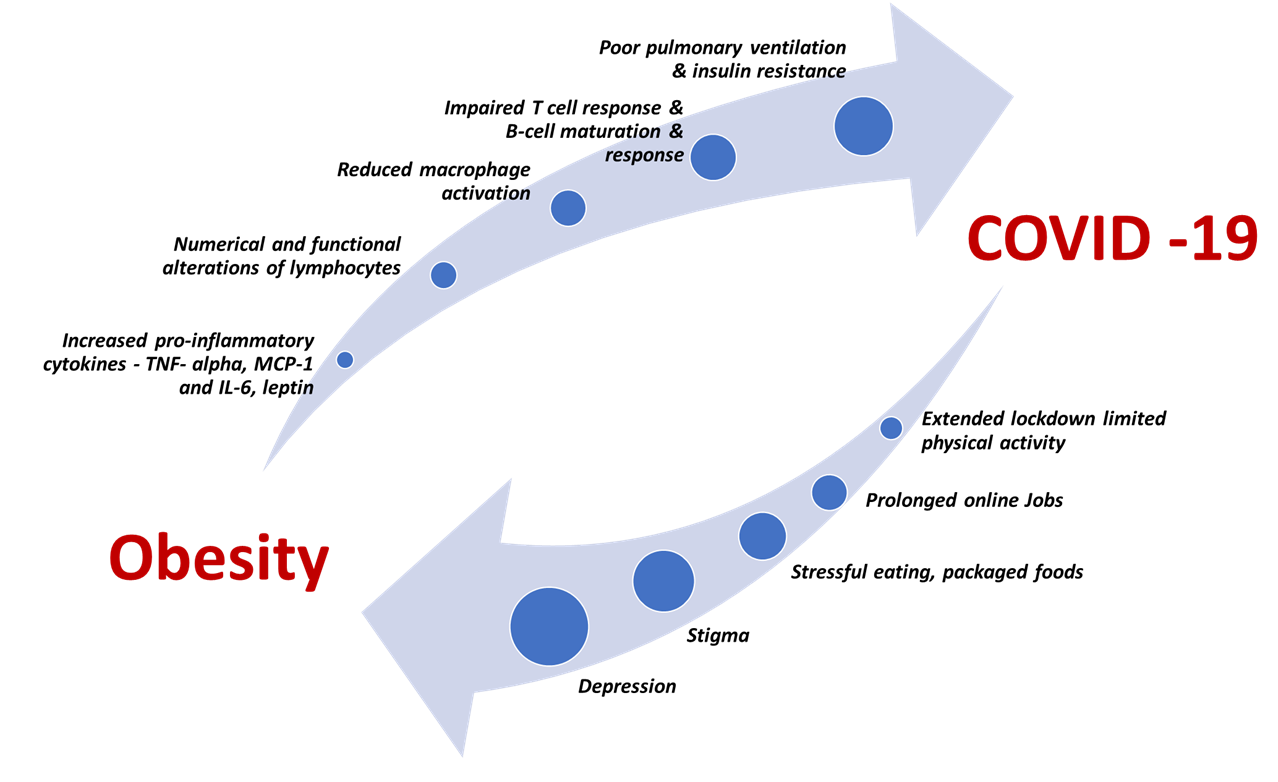 Poor pulmonary ventilation
& insulin resistance
Impaired T cell response &
B-cell maturation &
response
Reduced macrophage
activation
Numerical and functional
alterations of lymphocytes
Increased pro-inflammatory
cytokines - TNF- alpha, MCP-1
and IL-6, leptin
COVID -19
Extended lockdown limited
physical activity
Prolonged online Jobs
Stressful eating, packaged foods
Stigma
Depression
Obesity